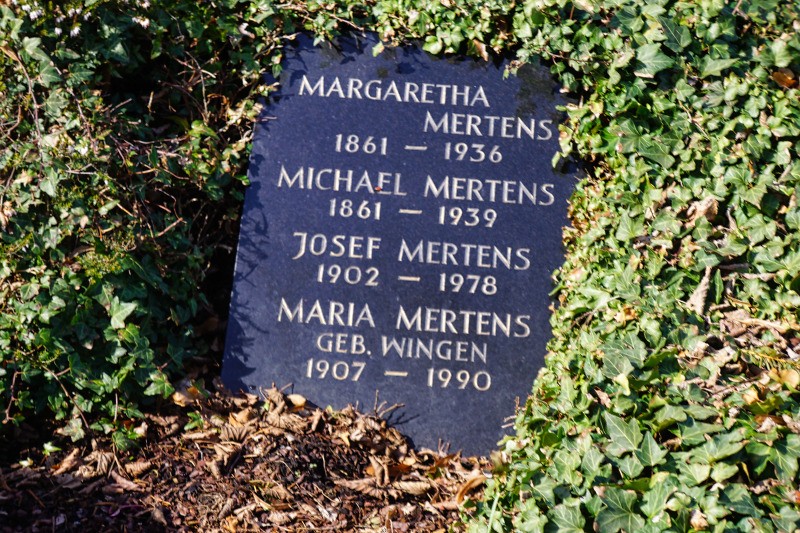 MARGARETHA
MERTENS
1861 – 1936
MICHAEL MERTENS
1861 – 1939
JOSEF MERTENS
1902 – 1978
MARIA MERTENS
GEB. WINGEN
1907 – 1990